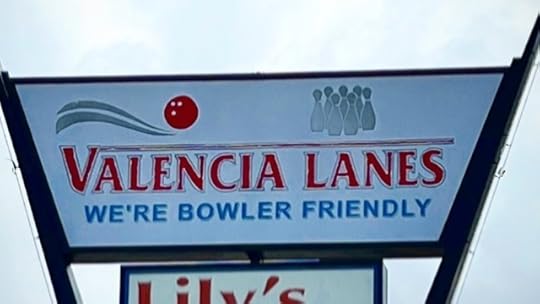 VALENCIA LANES
WE'RE BOWLER FRIENDLY
Lily's